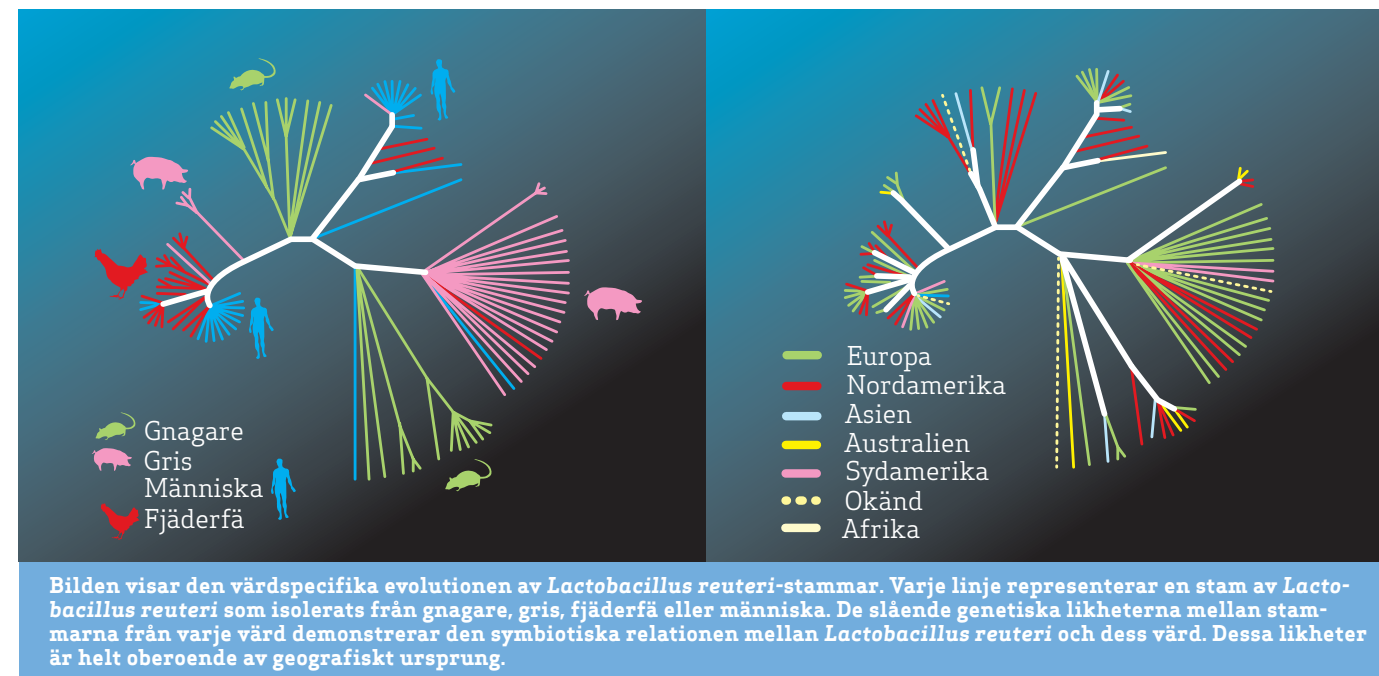 Gnagare
Gris
Människa
Fjäderfä
Europa
Nordamerika
Asien
Australien
Sydamerika
Okänd
Afrika
Bilden visar den värdspecifika evolutionen av Lactobacillus reuteri-stammar. Varje linje representerar en stam av Lacto-
bacillus reuteri som isolerats från gnagare, gris, fjäderfä eller människa. De slående genetiska likheterna mellan stam-
marna från varje värd demonstrerar den symbiotiska relationen mellan Lactobacillus reuteri och dess värd. Dessa likheter
är helt oberoende av geografiskt ursprung.